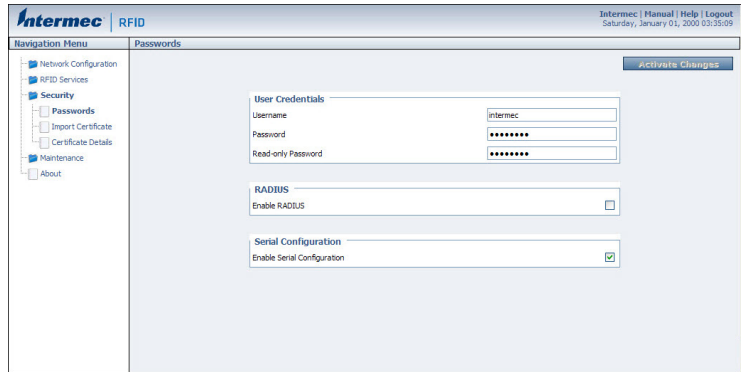 Intermec | RFID
Intermec | Manual | Help | Logout
Saturday, January 01, 2000 03:35:09
Navigation Menu
Passwords
Network Configuration
RFID Services
Security
Passwords
Import Certificate
Certificate Details
Maintenance
About
Activate Changes
User Credentials
Username
intermec
Password
••••••••
Read-only Password
••••••••
RADIUS
Enable RADIUS
Serial Configuration
Enable Serial Configuration